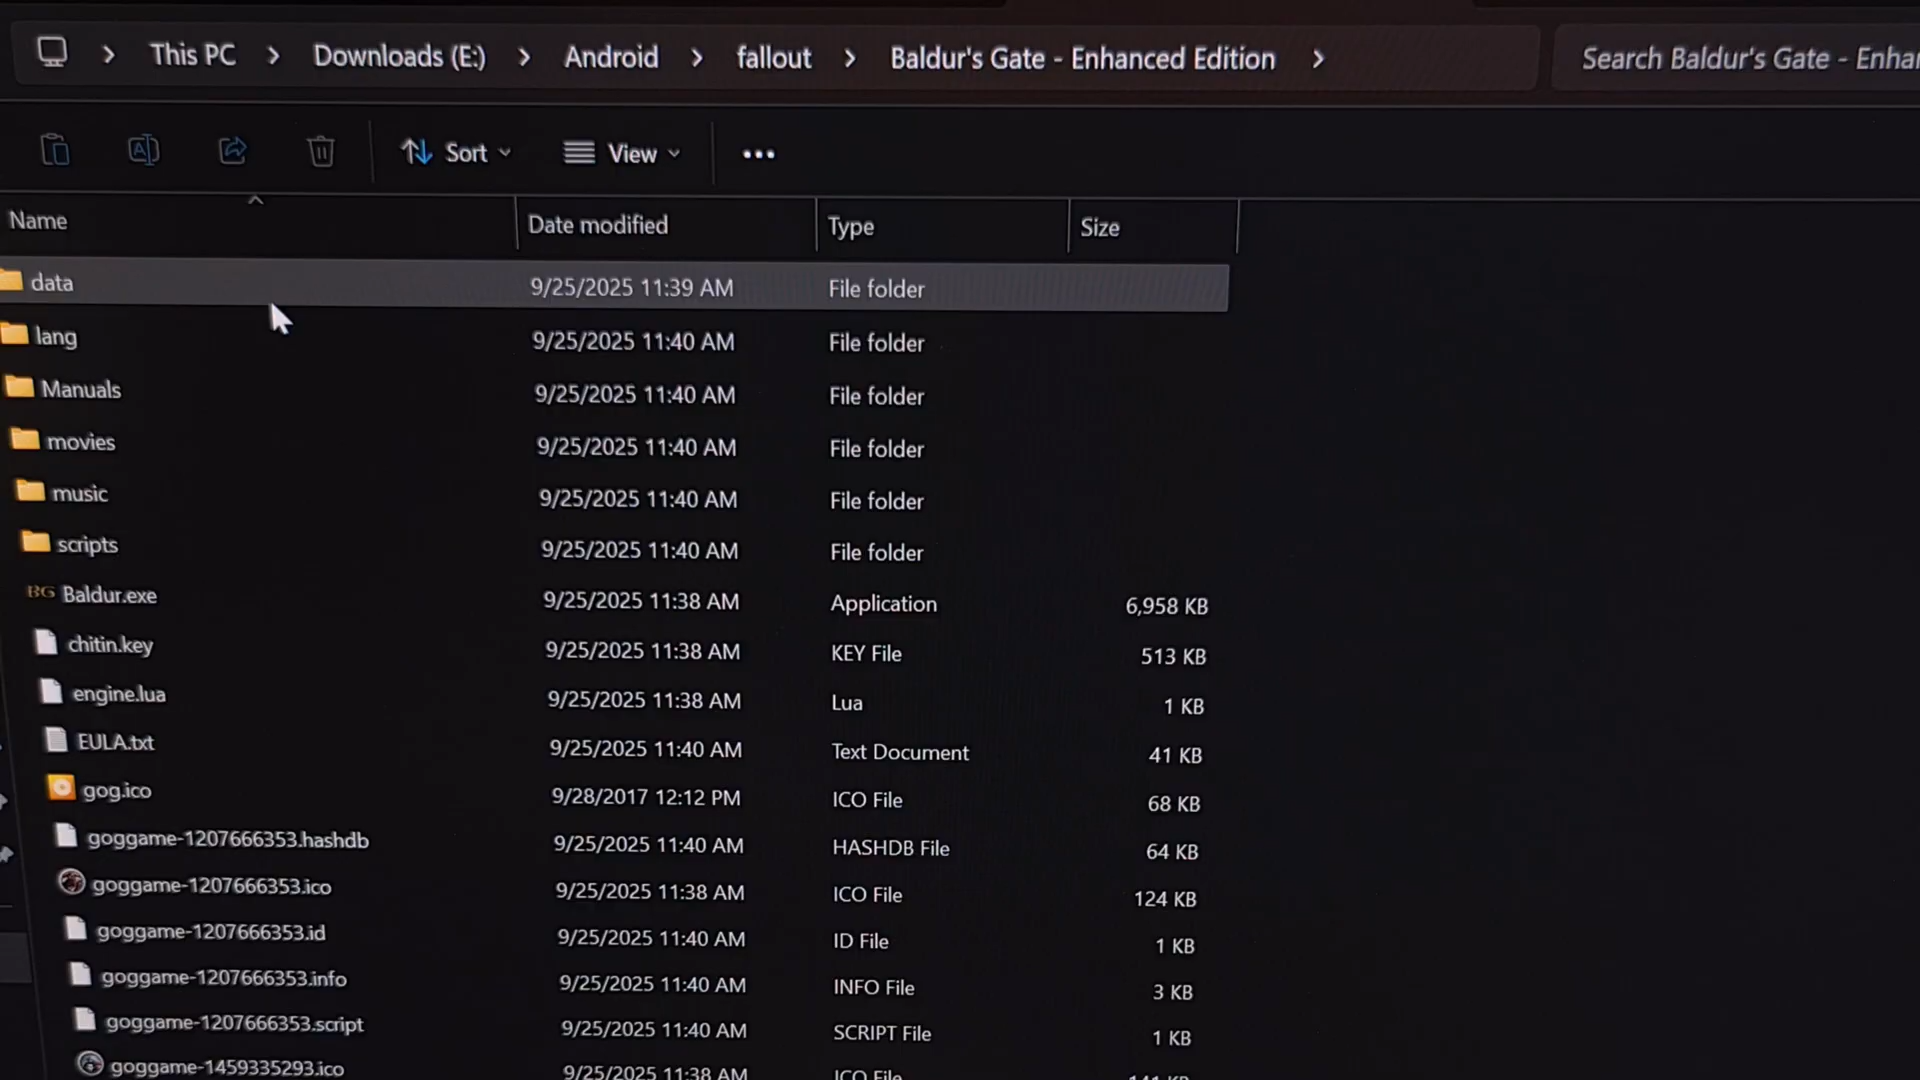 This PC > Downloads (E:) > Android > fallout > Baldur's Gate - Enhanced Edition >
Search Baldur's Gate - Enhan
Sort View
Name Date modified Type Size
data 9/25/2025 11:39 AM File folder
lang 9/25/2025 11:40 AM File folder
Manuals 9/25/2025 11:40 AM File folder
movies 9/25/2025 11:40 AM File folder
music 9/25/2025 11:40 AM File folder
scripts 9/25/2025 11:40 AM File folder
BG Baldur.exe 9/25/2025 11:38 AM Application 6,958 KB
chitin.key 9/25/2025 11:38 AM KEY File 513 KB
engine.lua 9/25/2025 11:38 AM Lua 1 KB
EULA.txt 9/25/2025 11:40 AM Text Document 41 KB
gog.ico 9/28/2017 12:12 PM ICO File 68 KB
goggame-1207666353.hashdb 9/25/2025 11:40 AM HASHDB File 64 KB
goggame-1207666353.ico 9/25/2025 11:38 AM ICO File 124 KB
goggame-1207666353.id 9/25/2025 11:40 AM ID File 1 KB
goggame-1207666353.info 9/25/2025 11:40 AM INFO File 3 KB
goggame-1207666353.script 9/25/2025 11:40 AM SCRIPT File 1 KB
goggame-1459335293.ico 9/25/2025 11:38 AM ICO File